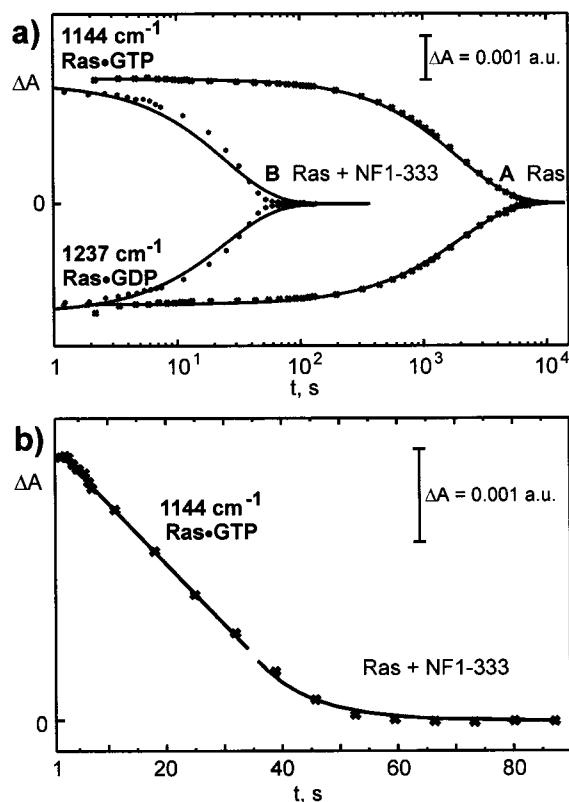 a)
1144 cm⁻¹
Ras•GTP
ΔA = 0.001 a.u.
ΔA
B Ras + NF1-333
A Ras
0
1237 cm⁻¹
Ras•GDP
1 10¹ 10² 10³ 10⁴
t, s
b)
ΔA
1144 cm⁻¹
Ras•GTP
ΔA = 0.001 a.u.
Ras + NF1-333
0
1 20 40 60 80
t, s